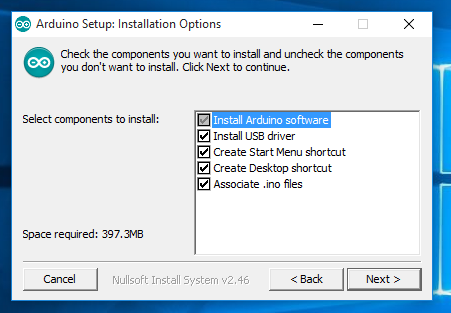 Arduino Setup: Installation Options
Check the components you want to install and uncheck the components
you don't want to install. Click Next to continue.
Select components to install:
Install Arduino software
Install USB driver
Create Start Menu shortcut
Create Desktop shortcut
Associate .ino files
Space required: 397.3MB
Cancel
Nullsoft Install System v2.46
< Back
Next >